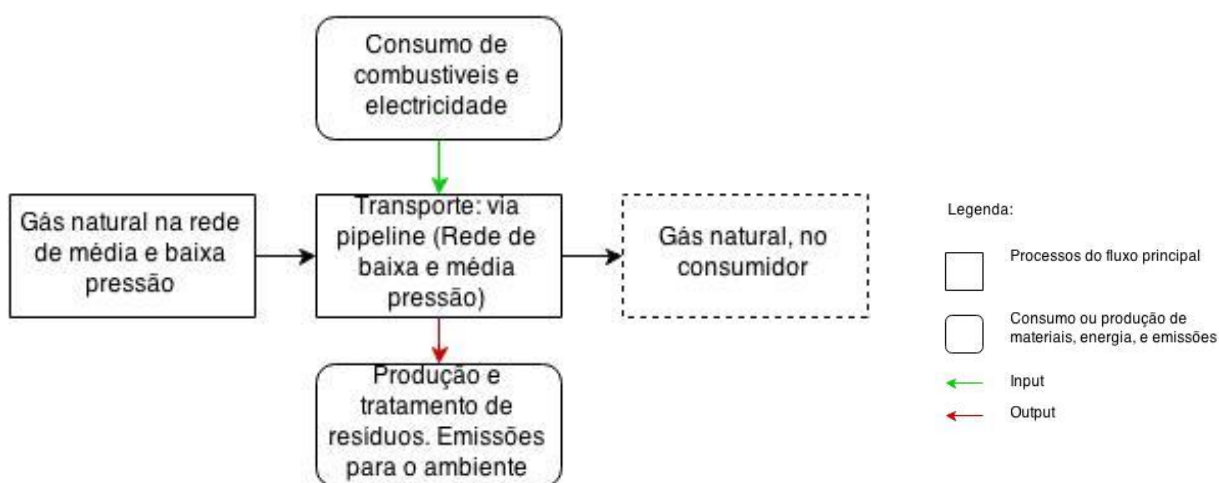 Consumo de
combustiveis e
electricidade
Gás natural na rede
de média e baixa
pressão
Transporte: via
pipeline (Rede de
baixa e média
pressão)
Gás natural, no
consumidor
Produção e
tratamento de
resíduos. Emissões
para o ambiente
Legenda:
Processos do fluxo principal
Consumo ou produção de
materiais, energia, e emissões
Input
Output